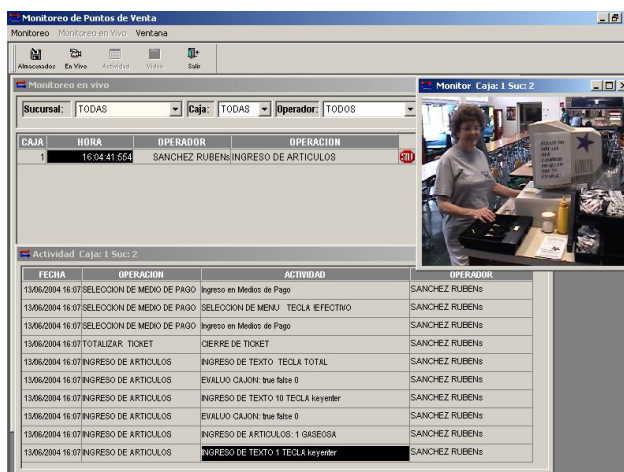 Monitoreo de Puntos de Venta
Monitoreo Monitoreo en Vivo Ventana
Almacenados En Vivo Actividad Video Salir
Monitoreo en vivo
Monitor Caja: 1 Suc: 2
Sucursal: TODAS Caja: TODAS Operador: TODOS
CAJA HORA OPERADOR OPERACION
1 16:04:41:554 SANCHEZ RUBENs INGRESO DE ARTICULOS
PLEASE DO
NOT ASK
Actividad Caja: 1 Suc: 2
FECHA OPERACION ACTIVIDAD OPERADOR
13/06/2004 16:07 SELECCION DE MEDIO DE PAGO Ingreso en Medios de Pago SANCHEZ RUBENs
13/06/2004 16:07 SELECCION DE MEDIO DE PAGO SELECCION DE MENU TECLA IEFECTIVO SANCHEZ RUBENs
13/06/2004 16:07 SELECCION DE MEDIO DE PAGO Ingreso en Medios de Pago SANCHEZ RUBENs
13/06/2004 16:07 TOTALIZAR TICKET CIERRE DE TICKET SANCHEZ RUBENs
13/06/2004 16:07 INGRESO DE ARTICULOS INGRESO DE TEXTO TECLA TOTAL SANCHEZ RUBENs
13/06/2004 16:07 INGRESO DE ARTICULOS EVALUO CAJON: true false 0 SANCHEZ RUBENs
13/06/2004 16:07 INGRESO DE ARTICULOS INGRESO DE TEXTO 10 TECLA keyenter SANCHEZ RUBENs
13/06/2004 16:07 INGRESO DE ARTICULOS EVALUO CAJON: true false 0 SANCHEZ RUBENs
13/06/2004 16:07 INGRESO DE ARTICULOS INGRESO DE ARTICULOS: 1 GASEOSA SANCHEZ RUBENs
13/06/2004 16:07 INGRESO DE ARTICULOS INGRESO DE TEXTO 1 TECLA keyenter SANCHEZ RUBENs